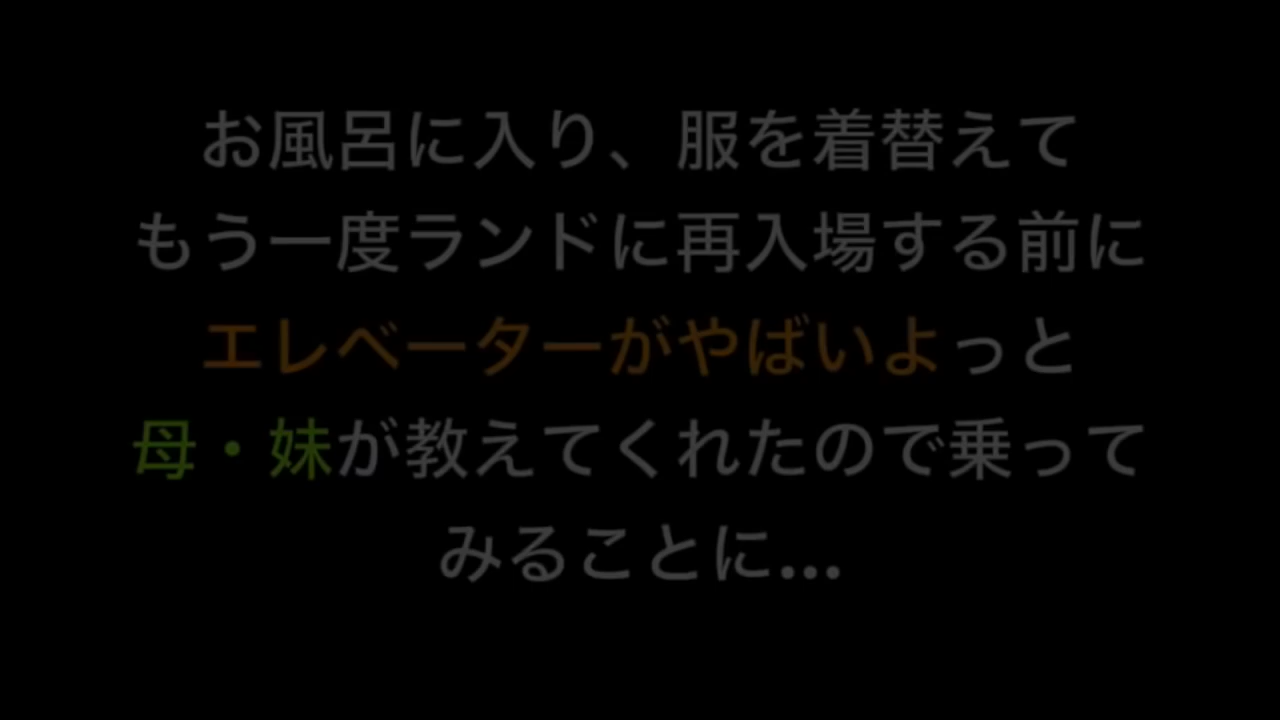 お風呂に入り、服を着替えて
もう一度ランドに再入場する前に
エレベーターがやばいよっと
母・妹が教えてくれたので乗って
みることに...